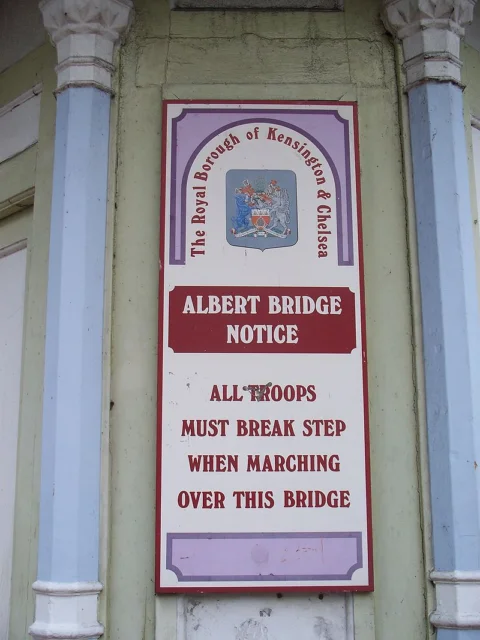 The Royal Borough of Kensington & Chelsea
ALBERT BRIDGE
NOTICE
ALL TROOPS
MUST BREAK STEP
WHEN MARCHING
OVER THIS BRIDGE